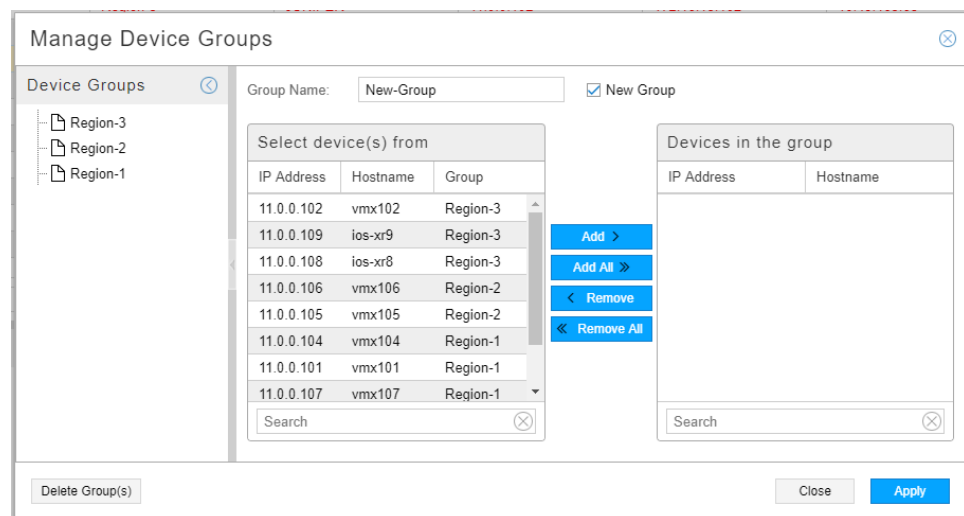 Manage Device Groups
Device Groups
Region-3
Region-2
Region-1
Group Name: New-Group New Group
Select device(s) from
IP Address Hostname Group
11.0.0.102 vmx102 Region-3
11.0.0.109 ios-xr9 Region-3
11.0.0.108 ios-xr8 Region-3
11.0.0.106 vmx106 Region-2
11.0.0.105 vmx105 Region-2
11.0.0.104 vmx104 Region-1
11.0.0.101 vmx101 Region-1
11.0.0.107 vmx107 Region-1
Search
Add
Add All
Remove
Remove All
Devices in the group
IP Address Hostname
Search
Delete Group(s) Close Apply